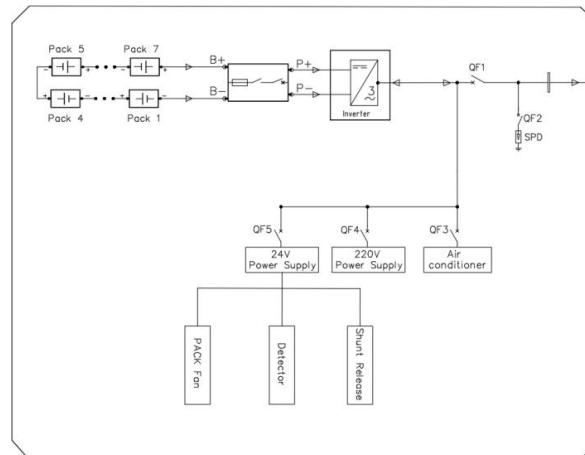 Pack 5
Pack 7
B+
P+
QF1
Pack 4
Pack 1
B-
P-
3
Inverter
QF2
SPD
QF5
QF4
QF3
24V
Power Supply
220V
Power Supply
Air
conditioner
PACK Fan
Detector
Shunt Release